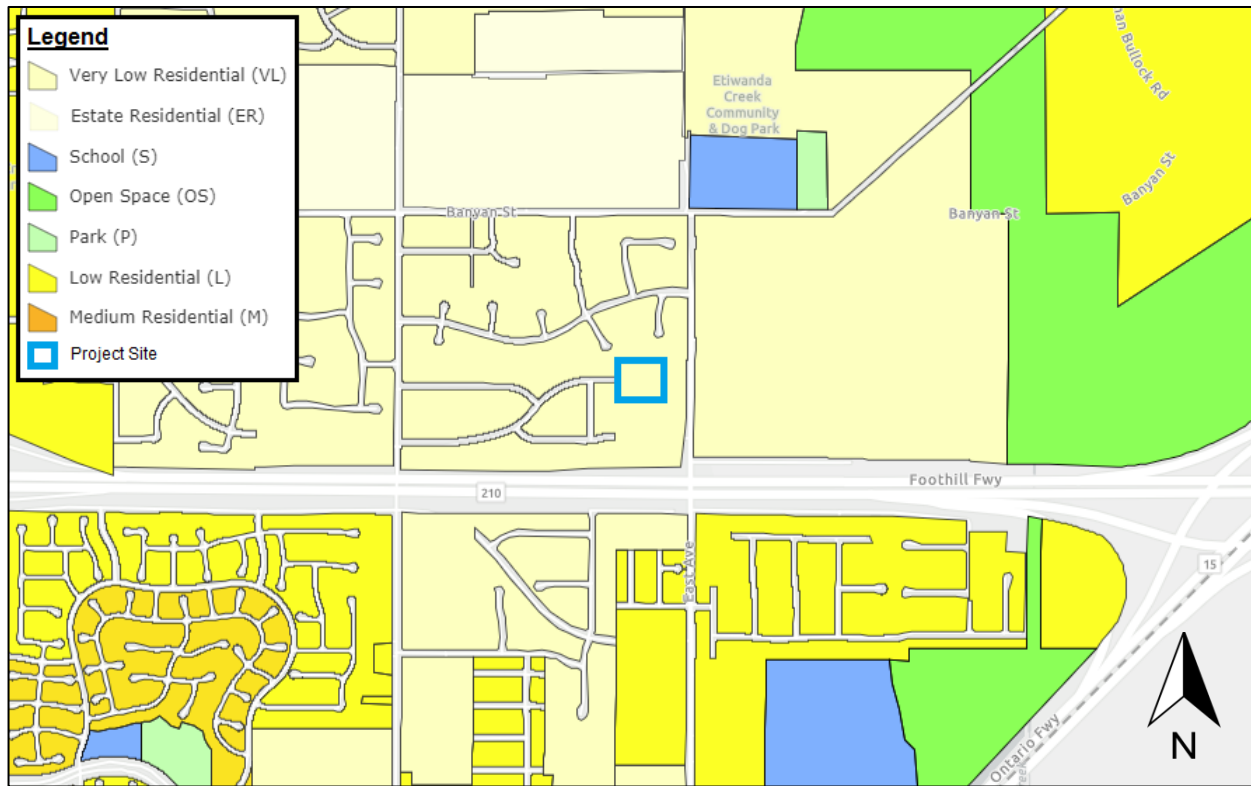 Legend
Very Low Residential (VL)
Estate Residential (ER)
School (S)
Open Space (OS)
Park (P)
Low Residential (L)
Medium Residential (M)
Project Site
Etiwanda
Creek
Community
& Dog Park
Bullock Rd
Banyan St
Banyan St
Banyan St
Foothill Fwy
210
15
East Ave
Ontario Fwy
N